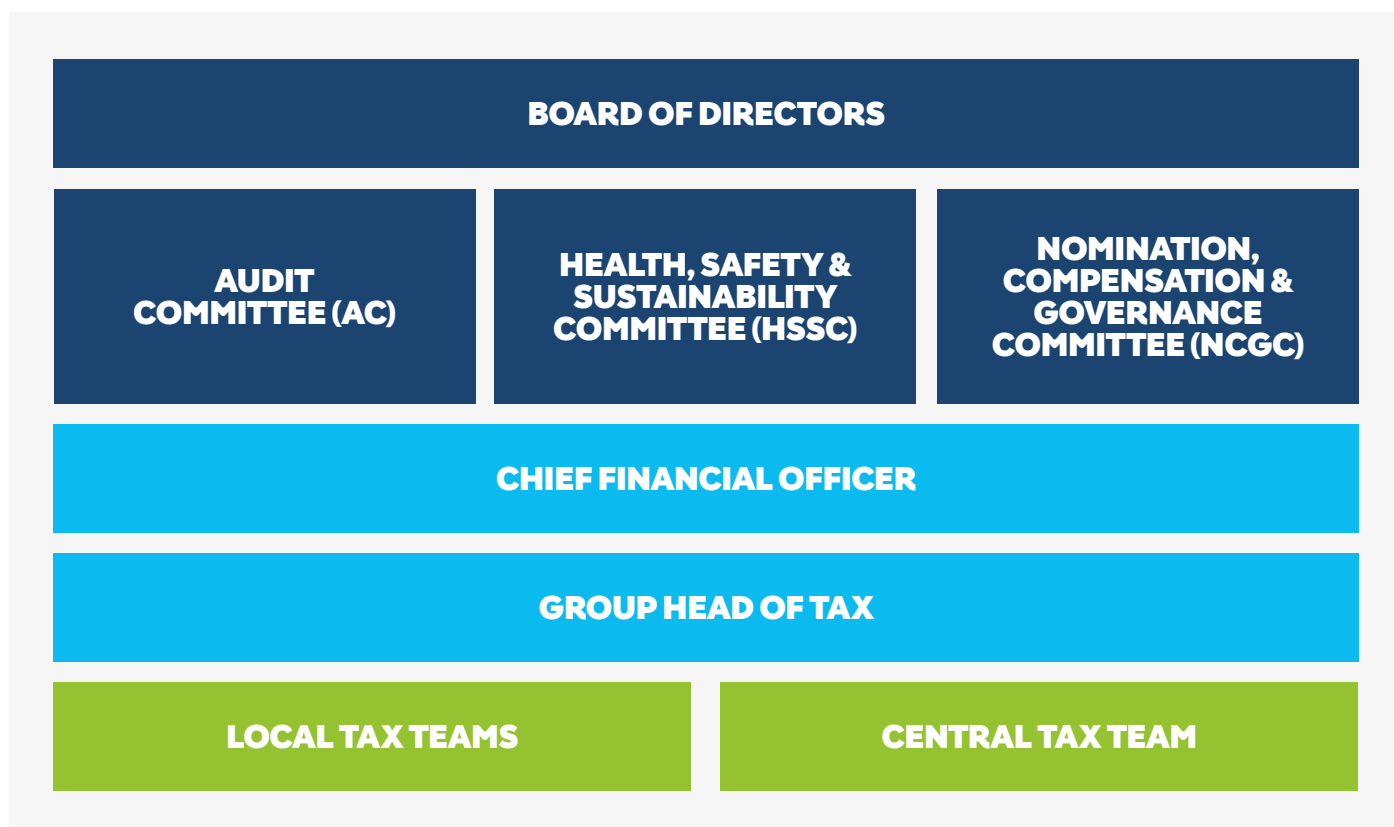 BOARD OF DIRECTORS
AUDIT
COMMITTEE (AC)
HEALTH, SAFETY &
SUSTAINABILITY
COMMITTEE (HSSC)
NOMINATION,
COMPENSATION &
GOVERNANCE
COMMITTEE (NCGC)
CHIEF FINANCIAL OFFICER
GROUP HEAD OF TAX
LOCAL TAX TEAMS
CENTRAL TAX TEAM